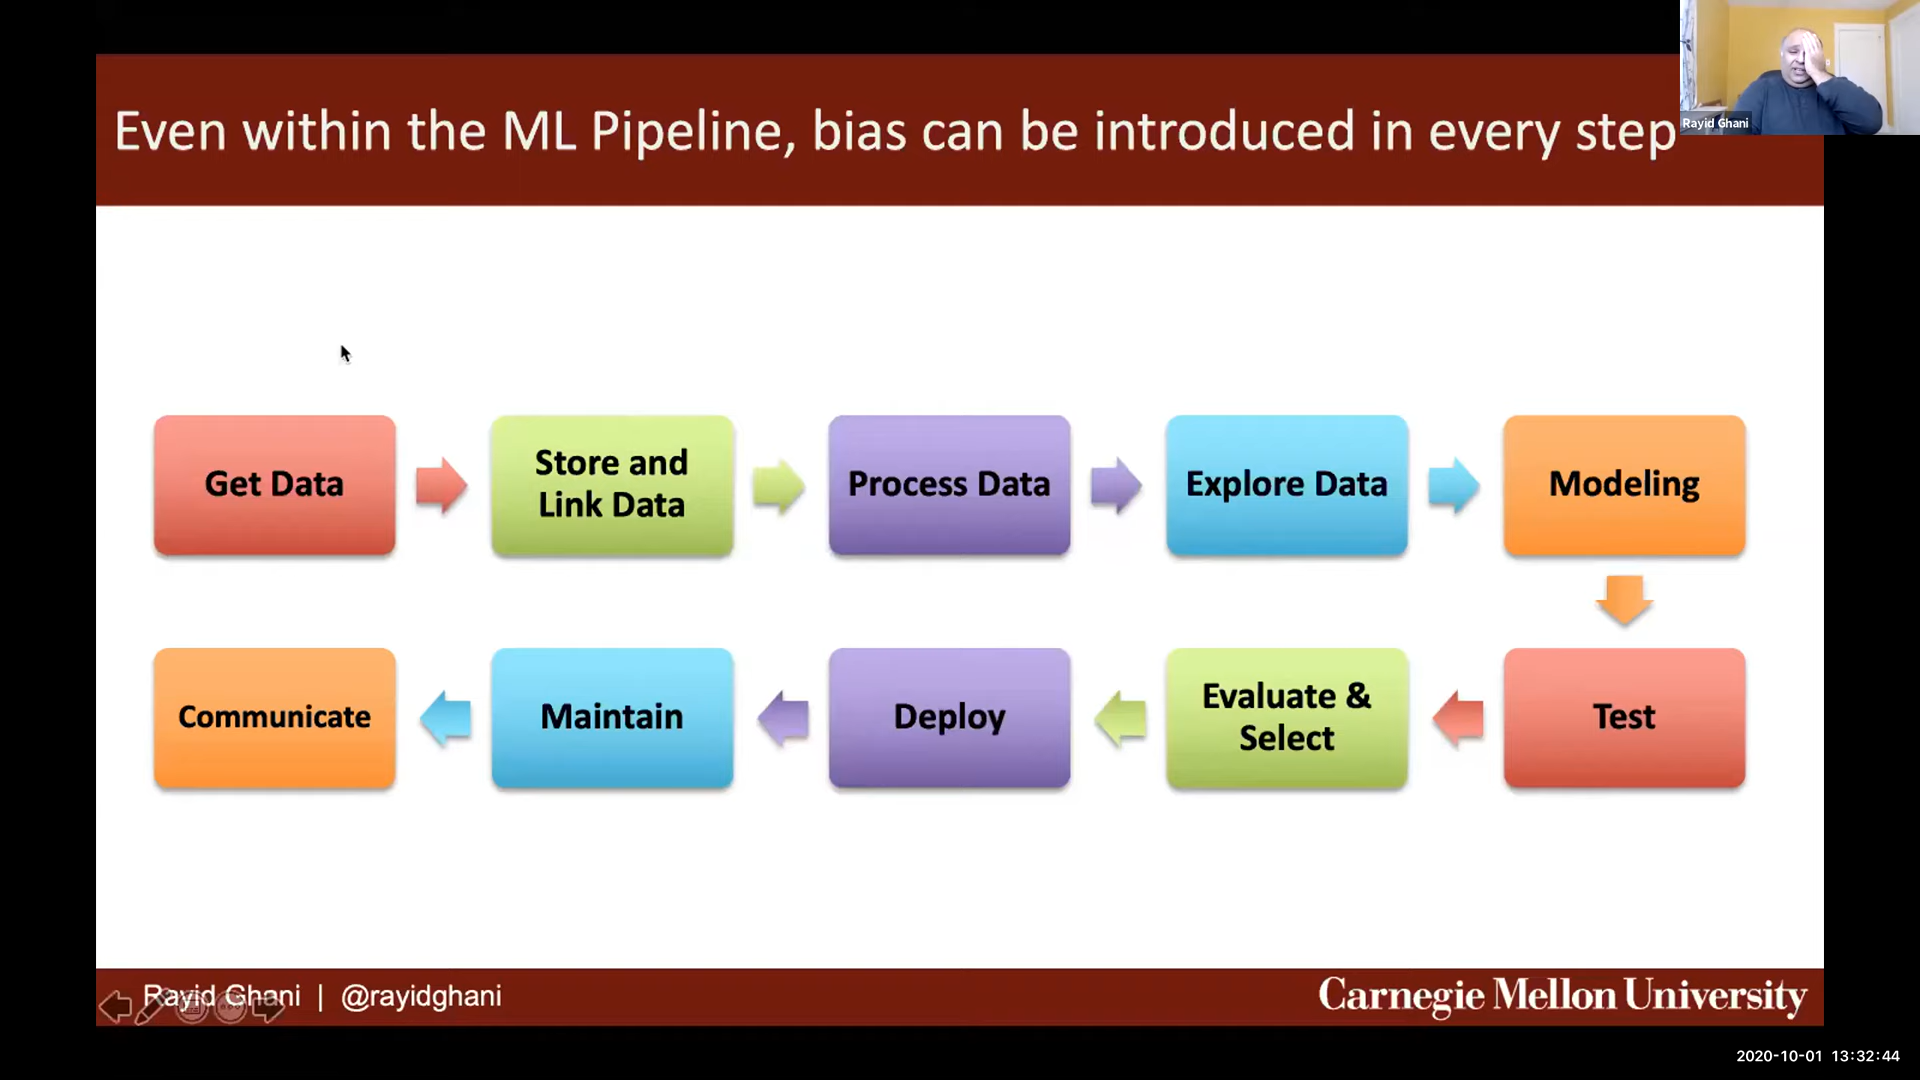 Even within the ML Pipeline, bias can be introduced in every step
Rayid Ghani
Get Data
Store and
Link Data
Process Data
Explore Data
Modeling
Communicate
Maintain
Deploy
Evaluate &
Select
Test
Rayid Ghani | @rayidghani
Carnegie Mellon University
2020-10-01 13:32:44